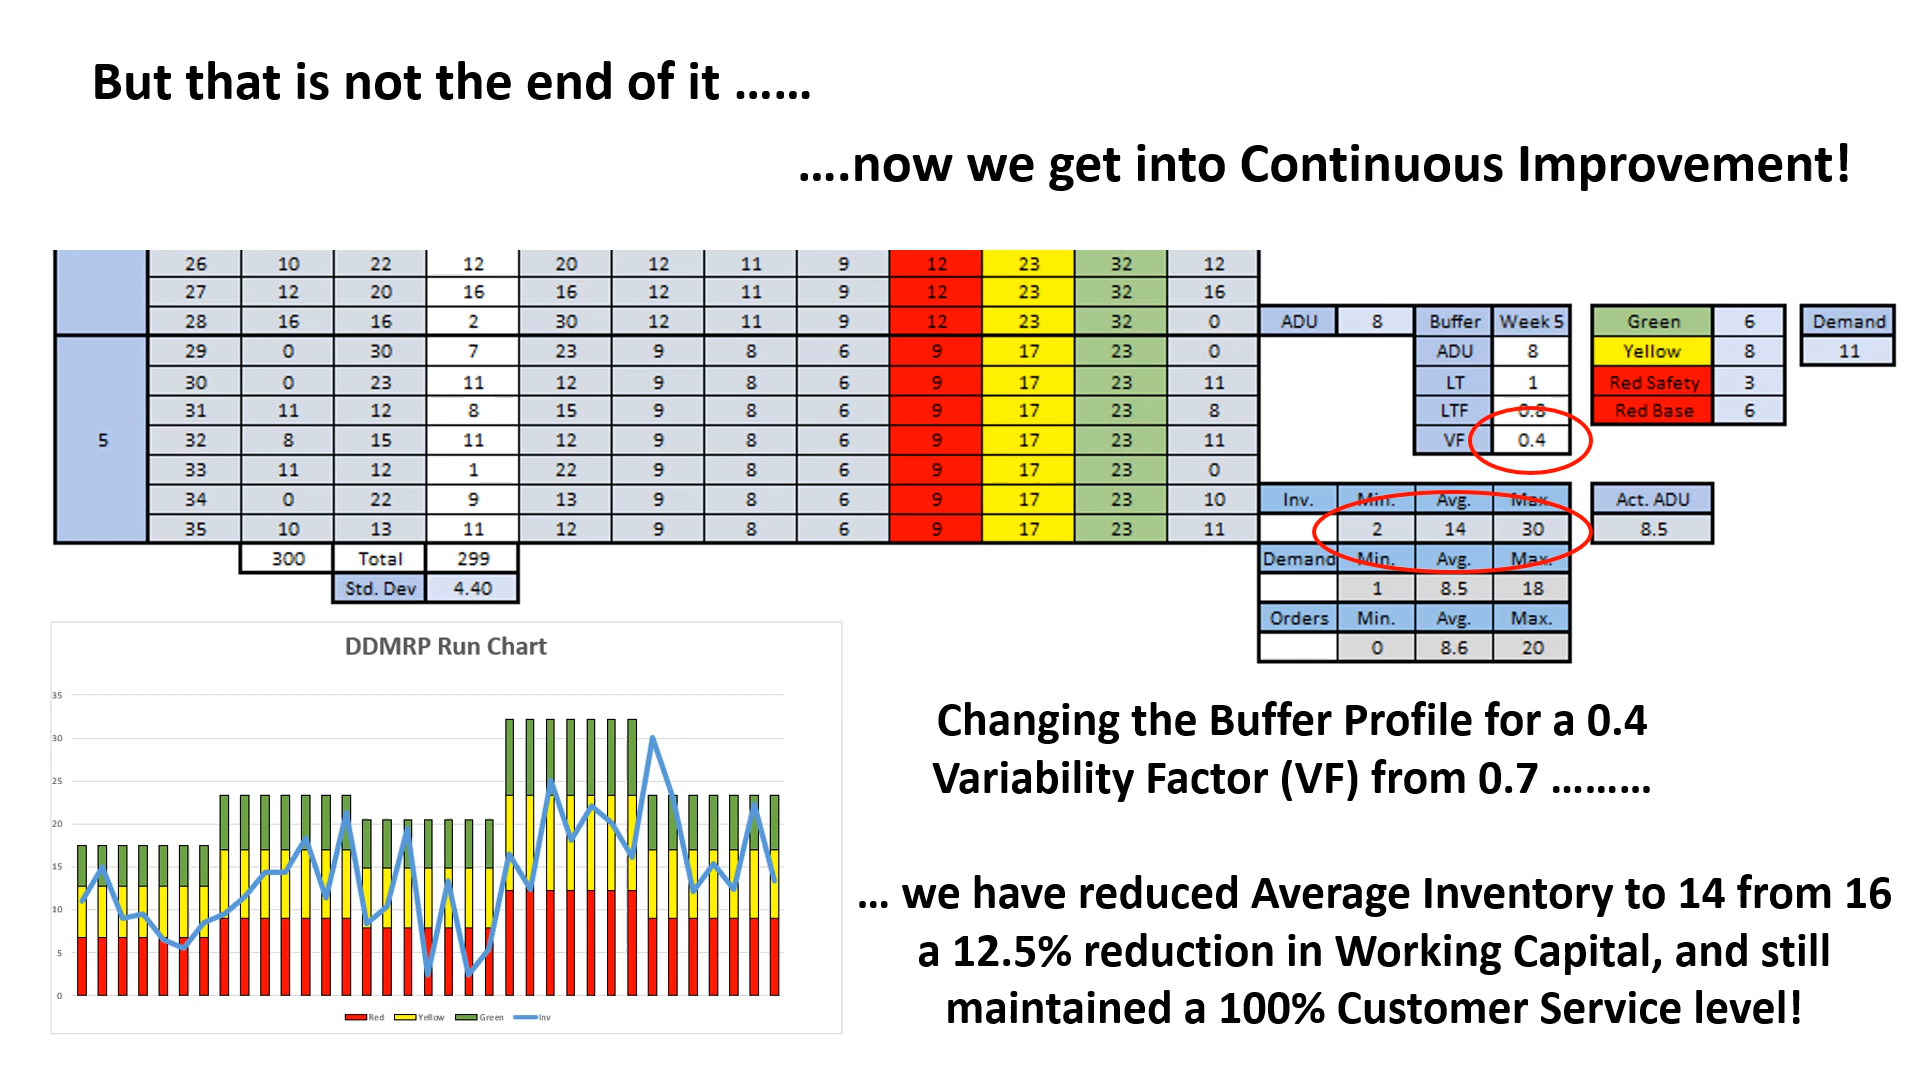 But that is not the end of it ……
….now we get into Continuous Improvement!
26 10 22 12 20 12 11 9 12 23 32 12
27 12 20 16 16 12 11 9 12 23 32 16
28 16 16 2 30 12 11 9 12 23 32 0 ADU 8 Buffer Week 5 Green 6 Demand
29 0 30 7 23 9 8 6 9 17 23 0 ADU 8 Yellow 8 11
30 0 23 11 12 9 8 6 9 17 23 11 LT 1 Red Safety 3
31 11 12 8 15 9 8 6 9 17 23 8 LTF 0.8 Red Base 6
5 32 8 15 11 12 9 8 6 9 17 23 11 VF 0.4
33 11 12 1 22 9 8 6 9 17 23 0
34 0 22 9 13 9 8 6 9 17 23 10 Inv. Min. Avg. Max. Act. ADU
35 10 13 11 12 9 8 6 9 17 23 11 2 14 30 8.5
300 Total 299 Demand Min. Avg. Max.
Std. Dev 4.40 1 8.5 18
Orders Min. Avg. Max.
0 8.6 20
DDMRP Run Chart
35
30
25
20
15
10
5
0
Red Yellow Green Inv
Changing the Buffer Profile for a 0.4
Variability Factor (VF) from 0.7 ………
… we have reduced Average Inventory to 14 from 16
a 12.5% reduction in Working Capital, and still
maintained a 100% Customer Service level!